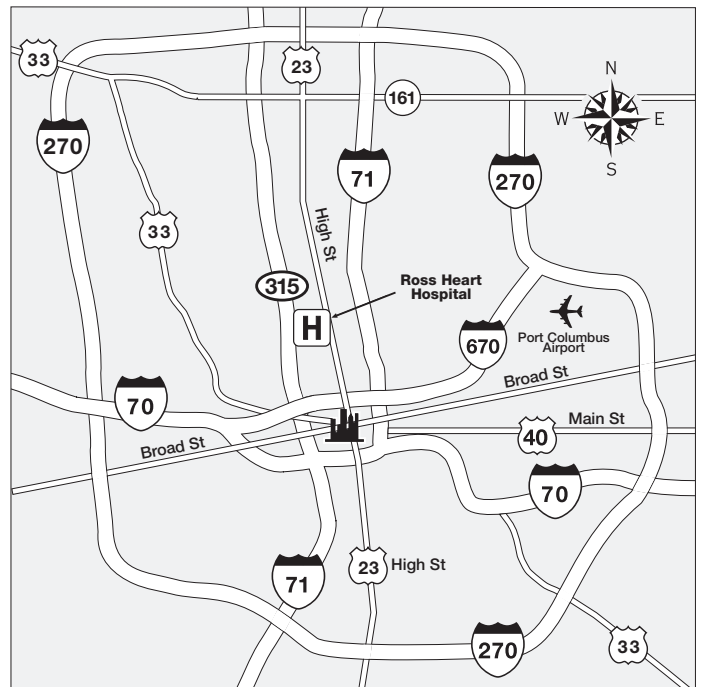 33
23
N
161
W
E
270
71
270
S
33
High St
315
Ross Heart
Hospital
H
670
Port Columbus
Airport
70
Broad St
Main St
40
Broad St
70
71
23
High St
270
33